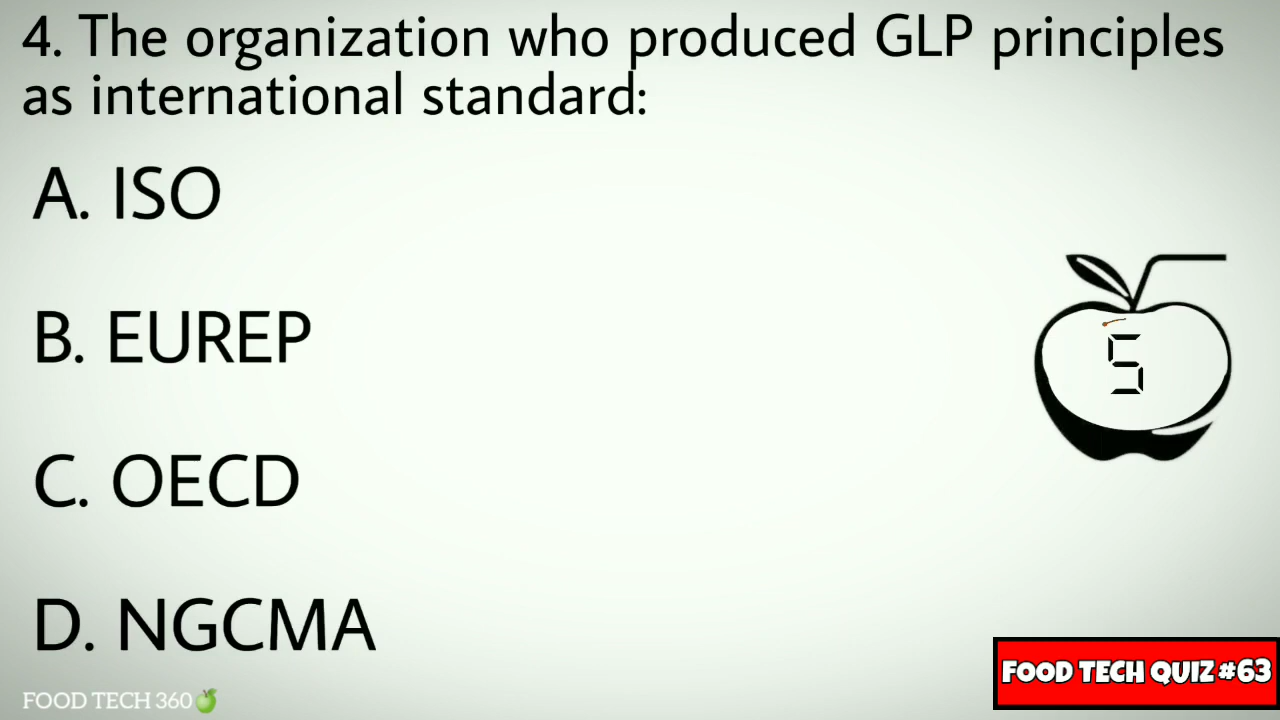 4. The organization who produced GLP principles
as international standard:
A. ISO
B. EUREP
5
C. OECD
D. NGCMA
FOOD TECH QUIZ #63
FOOD TECH 360